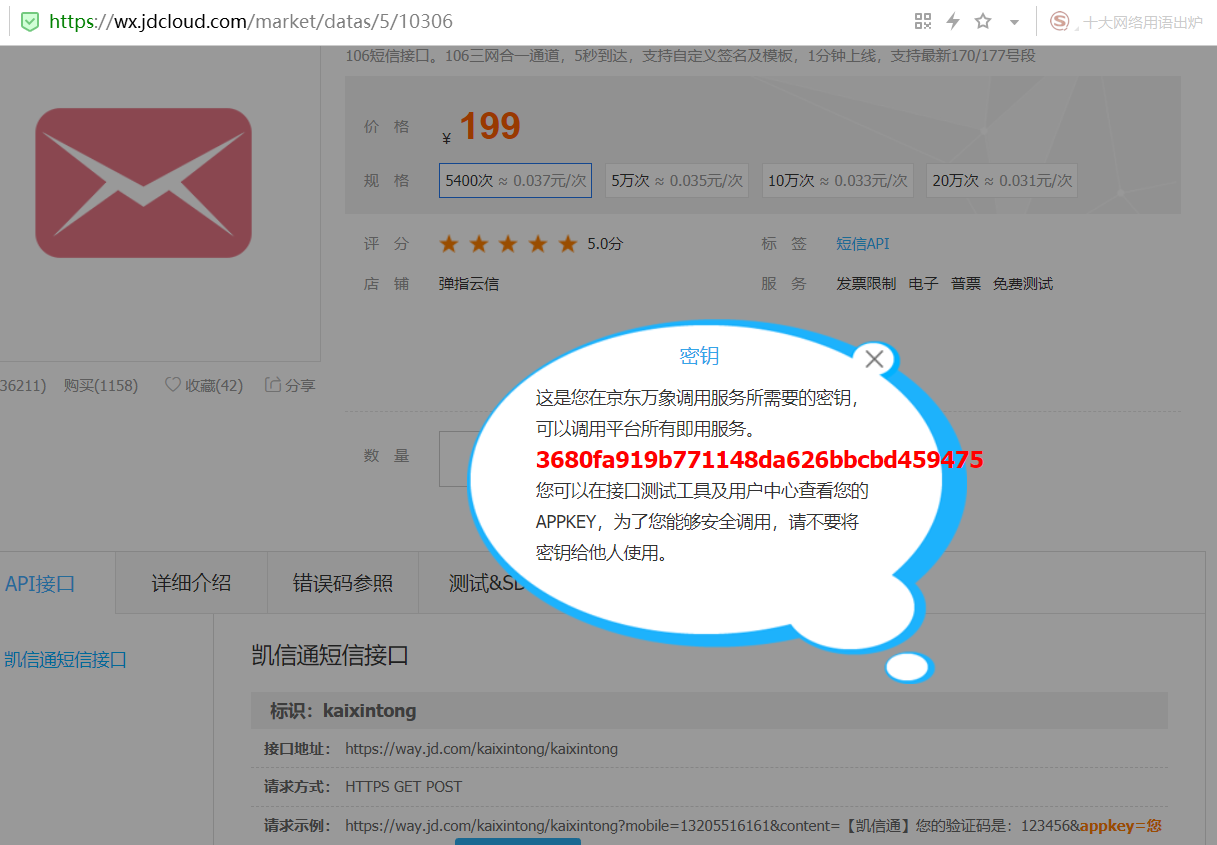 https://wx.jdcloud.com/market/datas/5/10306
十大网络用语出炉
106短信接口。106三网合一通道，5秒到达，支持自定义签名及模板，1分钟上线，支持最新170/177号段
价 格 ¥ 199
规 格 5400次 ≈ 0.037元/次 5万次 ≈ 0.035元/次 10万次 ≈ 0.033元/次 20万次 ≈ 0.031元/次
评 分 5.0分 标 签 短信API
店 铺 弹指云信 服 务 发票限制 电子 普票 免费测试
36211) 购买(1158) 收藏(42) 分享
数 量
密钥
这是您在京东万象调用服务所需要的密钥，
可以调用平台所有即用服务。
3680fa919b771148da626bbcbd459475
您可以在接口测试工具及用户中心查看您的
APPKEY，为了您能够安全调用，请不要将
密钥给他人使用。
API接口 详细介绍 错误码参照 测试&SD
凯信通短信接口
凯信通短信接口
标识：kaixintong
接口地址： https://way.jd.com/kaixintong/kaixintong
请求方式： HTTPS GET POST
请求示例： https://way.jd.com/kaixintong/kaixintong?mobile=13205516161&content=【凯信通】您的验证码是：123456&appkey=您